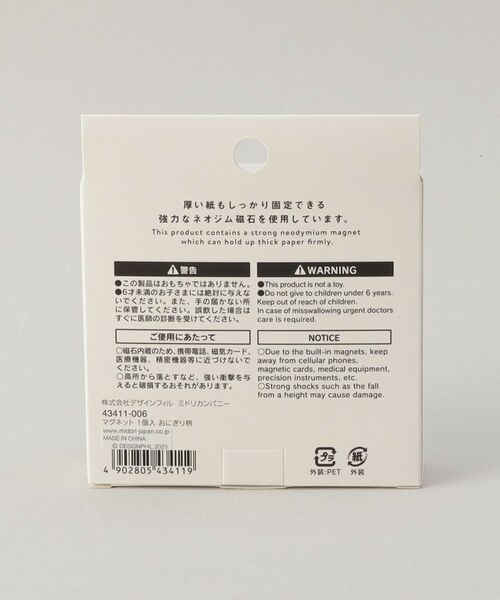 厚い紙もしっかり固定できる
強力なネオジム磁石を使用しています。
This product contains a strong neodymium magnet
which can hold up thick paper firmly.
警告
●この製品はおもちゃではありません。
●6才未満のお子さまには絶対に与えな
いでください。また、手の届かない所
に保管してください。誤飲した場合は
すぐに医師の診断を受けてください。
WARNING
●This product is not a toy.
●Do not give to children under 6 years.
Keep out of reach of children.
In case of misswallowing urgent doctors
care is required.
ご使用にあたって
○磁石内蔵のため、携帯電話、磁気カード、
医療機器、精密機器等に近づけないで
ください。
○高所から落とすなど、強い衝撃を与
えると破損するおそれがあります。
NOTICE
○Due to the built-in magnets, keep
away from cellular phones,
magnetic cards, medical equipment,
precision instruments, etc.
○Strong shocks such as the fall
from a height may cause damage.
株式会社デザインフィル ミドリカンパニー
43411-006
マグネット 1個入 おにぎり柄
www.midori-japan.co.jp
MADE IN CHINA
© DESIGNPHIL 2025
4 902805 434119
プラ
外装:PET
紙
外装